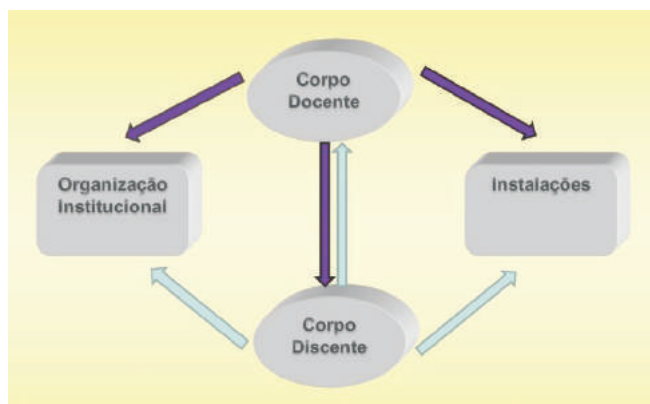 Corpo
Docente
Organização
Institucional
Instalações
Corpo
Discente